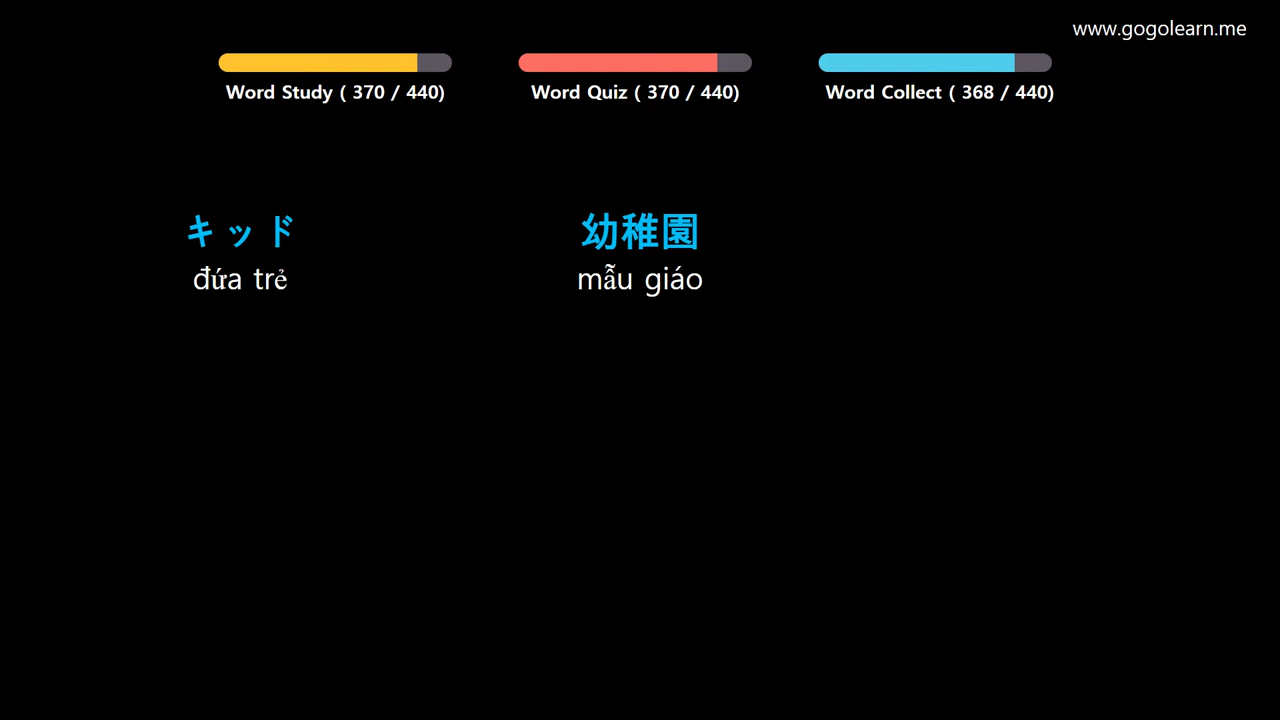 www.gogolearn.me
Word Study ( 370 / 440)
Word Quiz ( 370 / 440)
Word Collect ( 368 / 440)
キッド
đứa trẻ
幼稚園
mẫu giáo